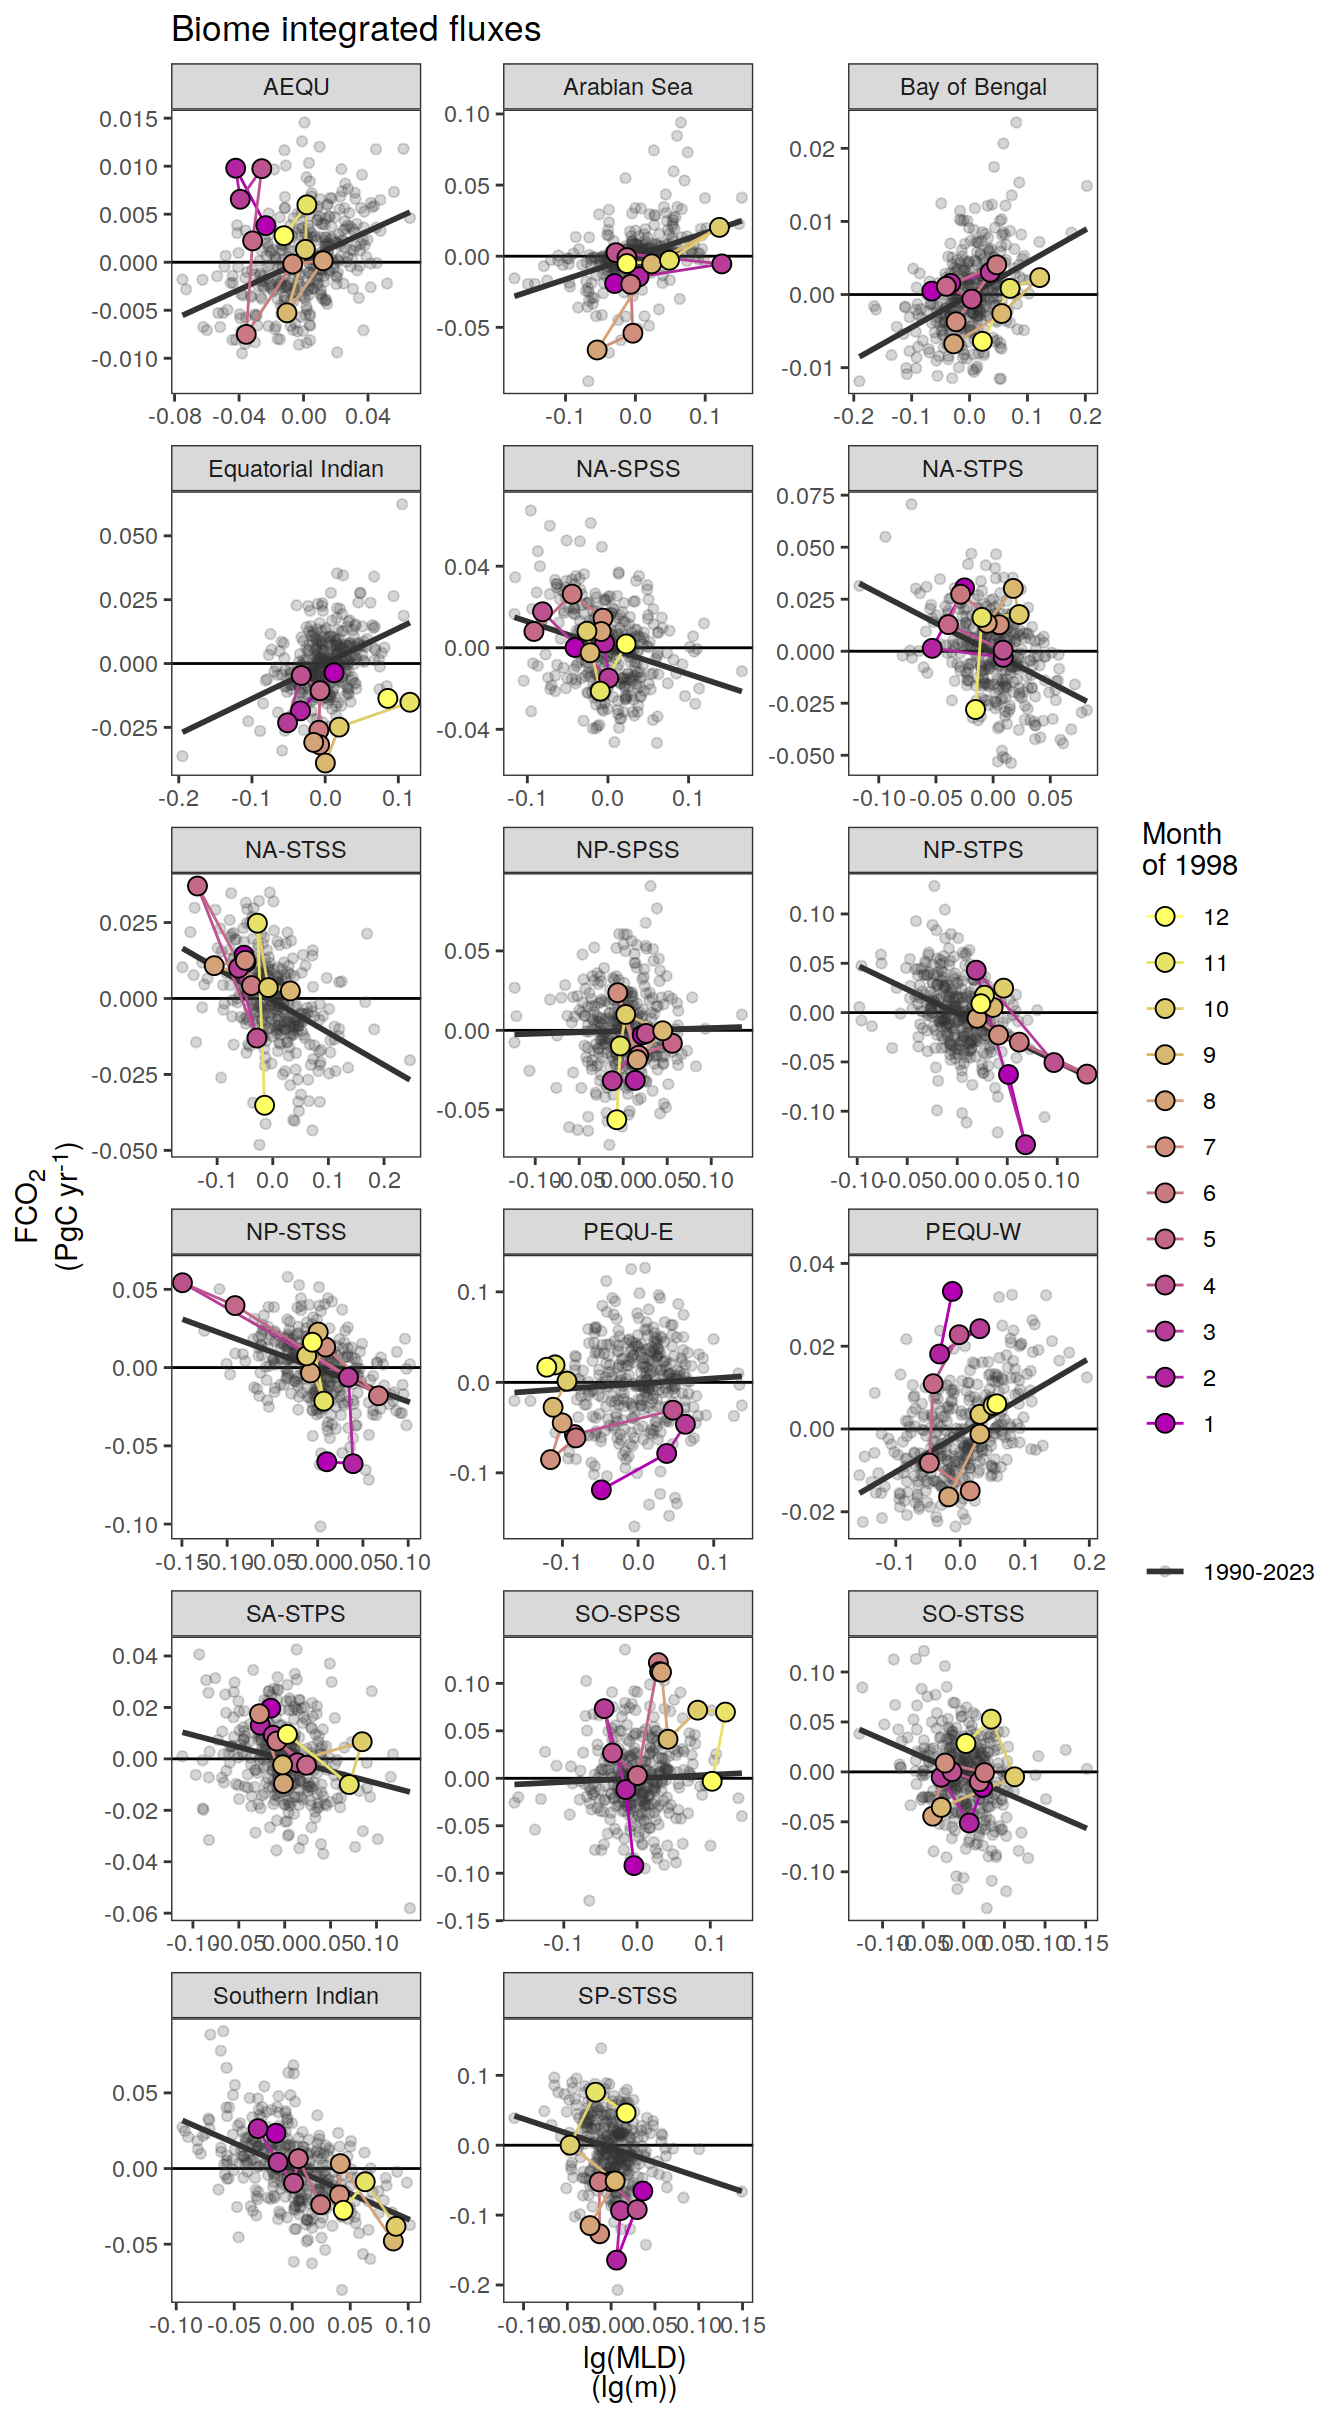 Biome integrated fluxes
AEQU Arabian Sea Bay of Bengal
0.015 0.010 0.005 0.000 -0.005 -0.010
-0.08 -0.04 0.00 0.04
0.10 0.05 0.00 -0.05
-0.1 0.0 0.1
0.02 0.01 0.00 -0.01
-0.2 -0.1 0.0 0.1 0.2
Equatorial Indian NA-SPSS NA-STPS
0.050 0.025 0.000 -0.025
-0.2 -0.1 0.0 0.1
0.04 0.00 -0.04
-0.1 0.0 0.1
0.075 0.050 0.025 0.000 -0.025 -0.050
-0.10 -0.05 0.00 0.05
NA-STSS NP-SPSS NP-STPS
0.025 0.000 -0.025 -0.050
-0.1 0.0 0.1 0.2
0.05 0.00 -0.05
-0.10 -0.05 0.00 0.05 0.10
0.10 0.05 0.00 -0.05 -0.10
-0.10 -0.05 0.00 0.05 0.10
NP-STSS PEQU-E PEQU-W
0.05 0.00 -0.05 -0.10
-0.15 -0.10 -0.05 0.00 0.05 0.10
0.1 0.0 -0.1
-0.1 0.0 0.1
0.04 0.02 0.00 -0.02
-0.1 0.0 0.1 0.2
SA-STPS SO-SPSS SO-STSS
0.04 0.02 0.00 -0.02 -0.04 -0.06
-0.10 -0.05 0.00 0.05 0.10
0.10 0.05 0.00 -0.05 -0.10 -0.15
-0.1 0.0 0.1
0.10 0.05 0.00 -0.05 -0.10
-0.10 -0.05 0.00 0.05 0.10 0.15
Southern Indian SP-STSS
0.05 0.00 -0.05
-0.10 -0.05 0.00 0.05 0.10
0.1 0.0 -0.1 -0.2
-0.10 -0.05 0.00 0.05 0.10 0.15
FCO₂
(PgC yr⁻¹)
lg(MLD)
(lg(m))
Month
of 1998
12
11
10
9
8
7
6
5
4
3
2
1
1990-2023